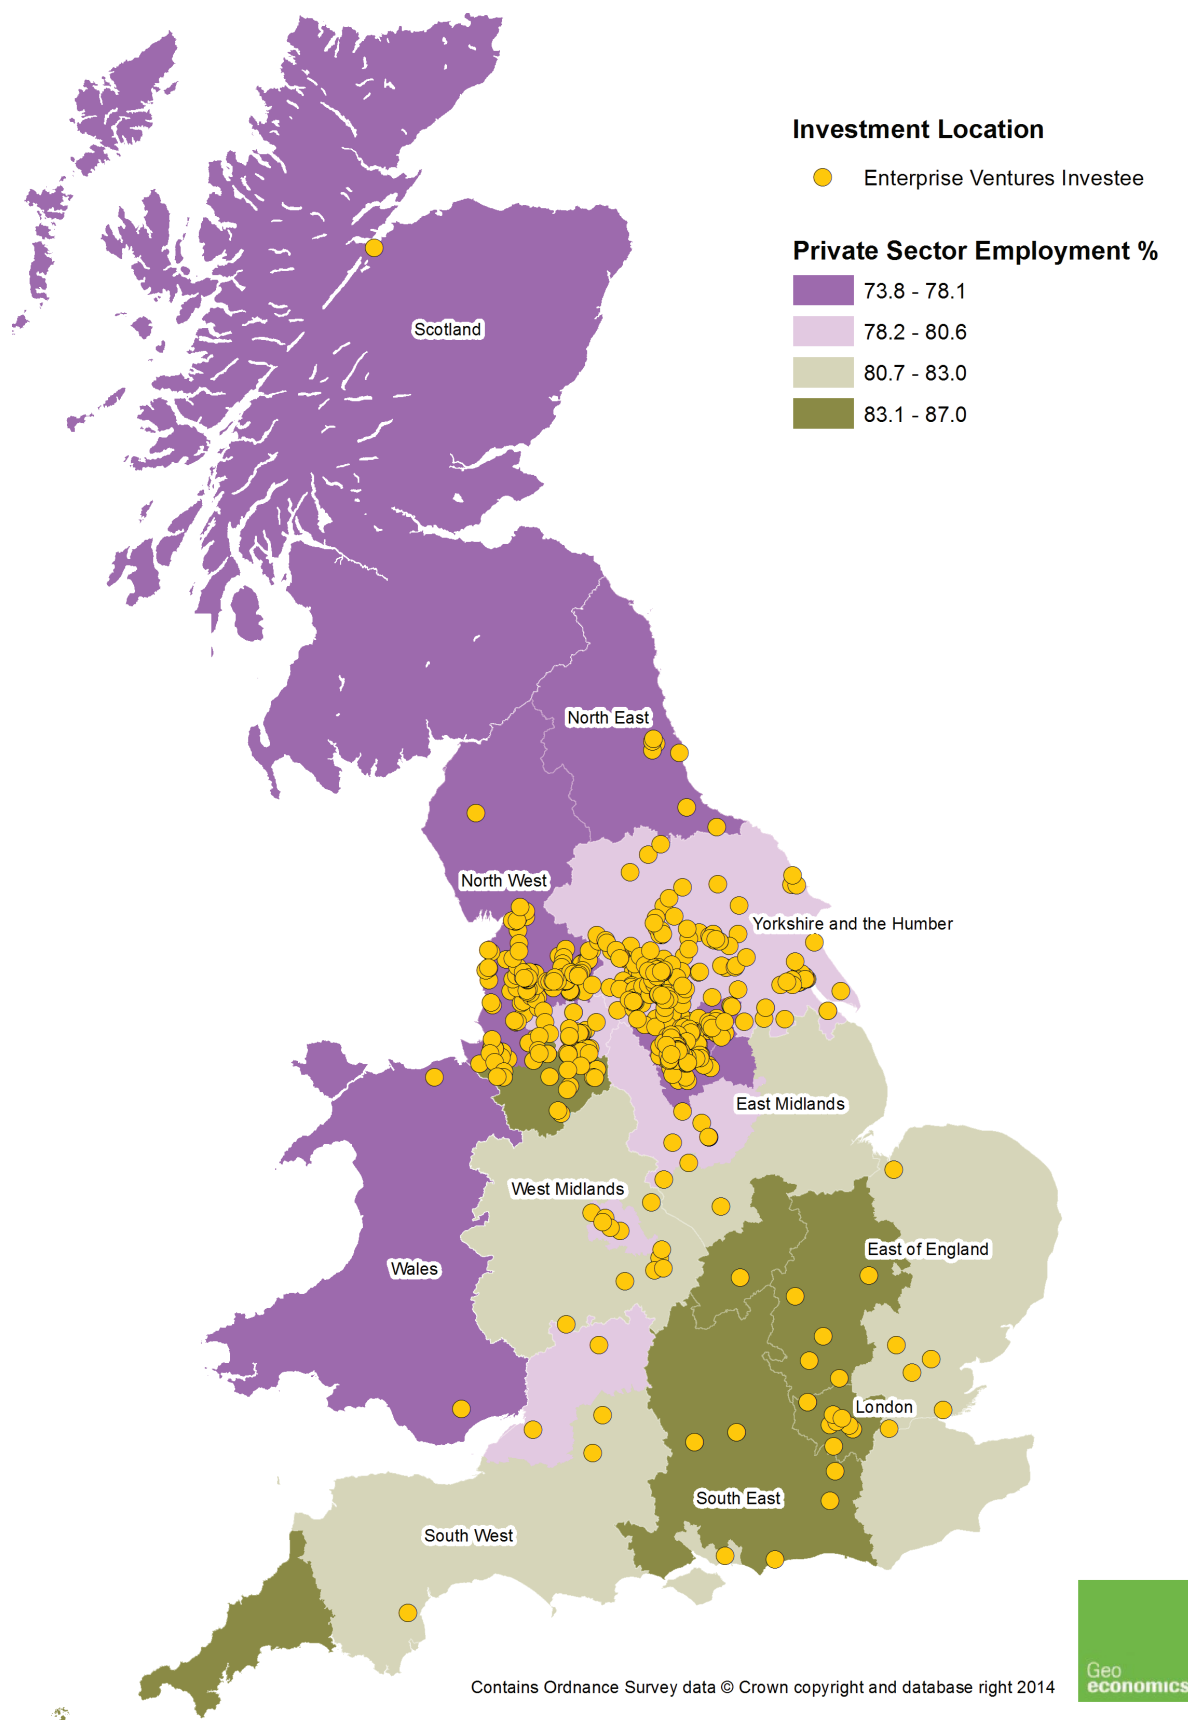 Investment Location
Enterprise Ventures Investee
Private Sector Employment %
73.8 - 78.1
78.2 - 80.6
80.7 - 83.0
83.1 - 87.0
Scotland
North East
North West
Yorkshire and the Humber
East Midlands
West Midlands
East of England
Wales
London
South East
South West
Geo
economics
Contains Ordnance Survey data © Crown copyright and database right 2014